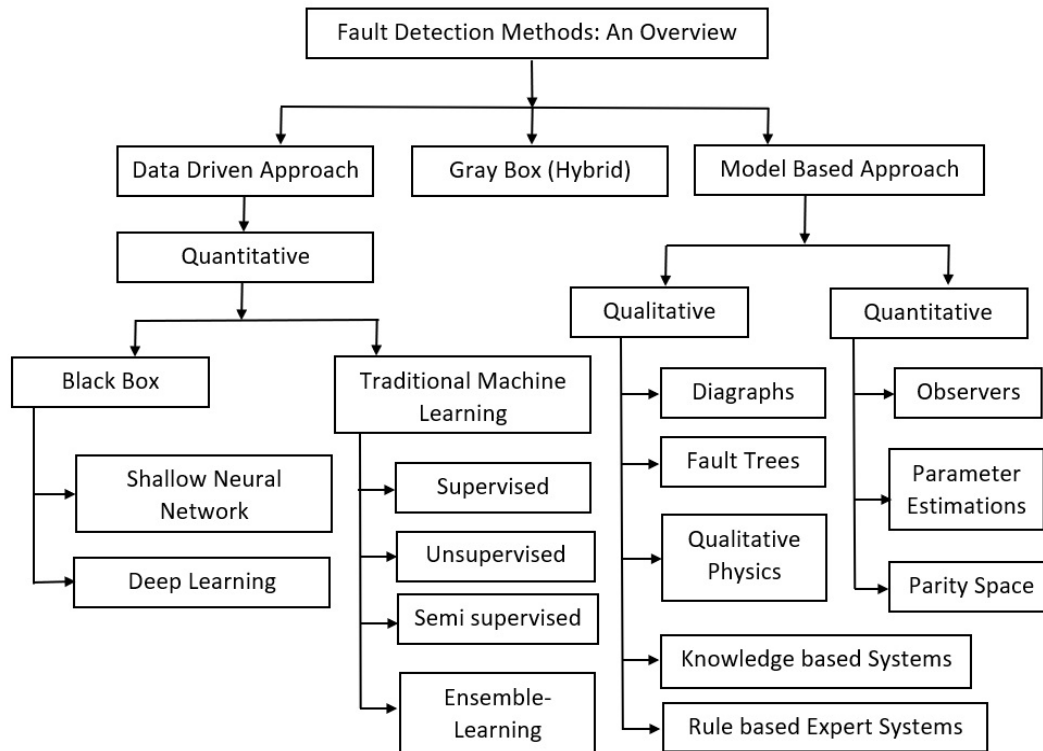 Fault Detection Methods: An Overview
Data Driven Approach
Gray Box (Hybrid)
Model Based Approach
Quantitative
Qualitative
Quantitative
Black Box
Traditional Machine
Learning
Shallow Neural
Network
Deep Learning
Supervised
Unsupervised
Semi supervised
Ensemble-
Learning
Diagraphs
Fault Trees
Qualitative
Physics
Knowledge based Systems
Rule based Expert Systems
Observers
Parameter
Estimations
Parity Space